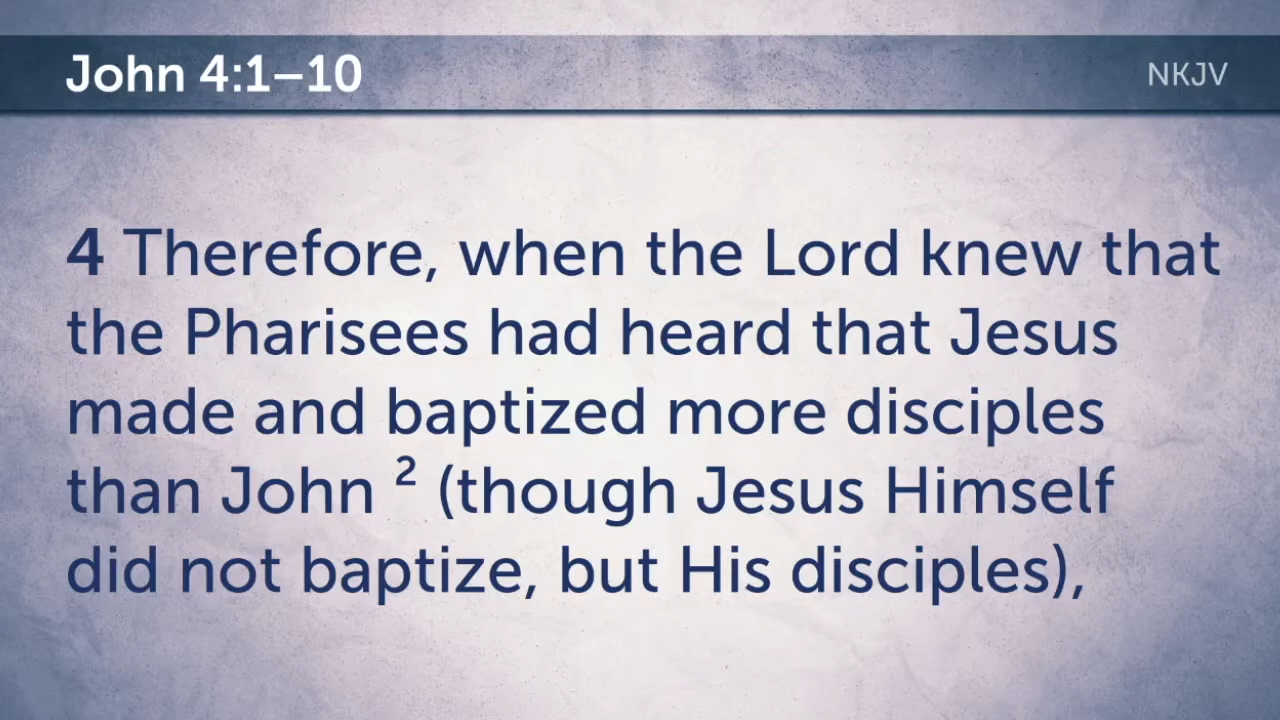 John 4:1–10
NKJV
4 Therefore, when the Lord knew that
the Pharisees had heard that Jesus
made and baptized more disciples
than John ² (though Jesus Himself
did not baptize, but His disciples),